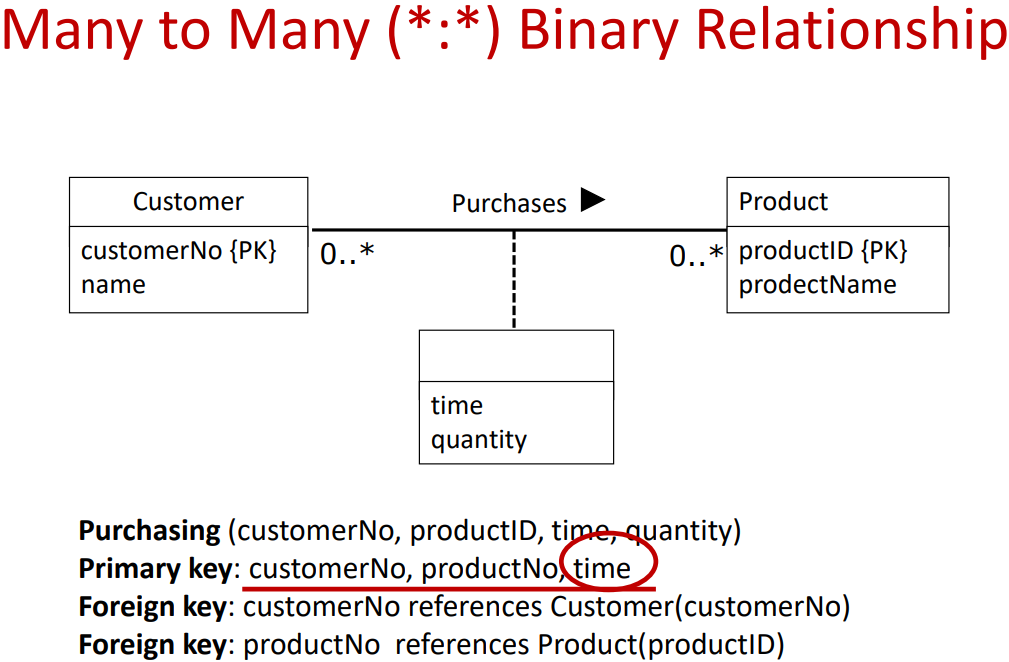 Many to Many (*:*) Binary Relationship
Customer
Purchases ►
Product
customerNo {PK}
name
0..*
0..*
productID {PK}
prodectName
time
quantity
Purchasing (customerNo, productID, time, quantity)
Primary key: customerNo, productNo, time
Foreign key: customerNo references Customer(customerNo)
Foreign key: productNo references Product(productID)